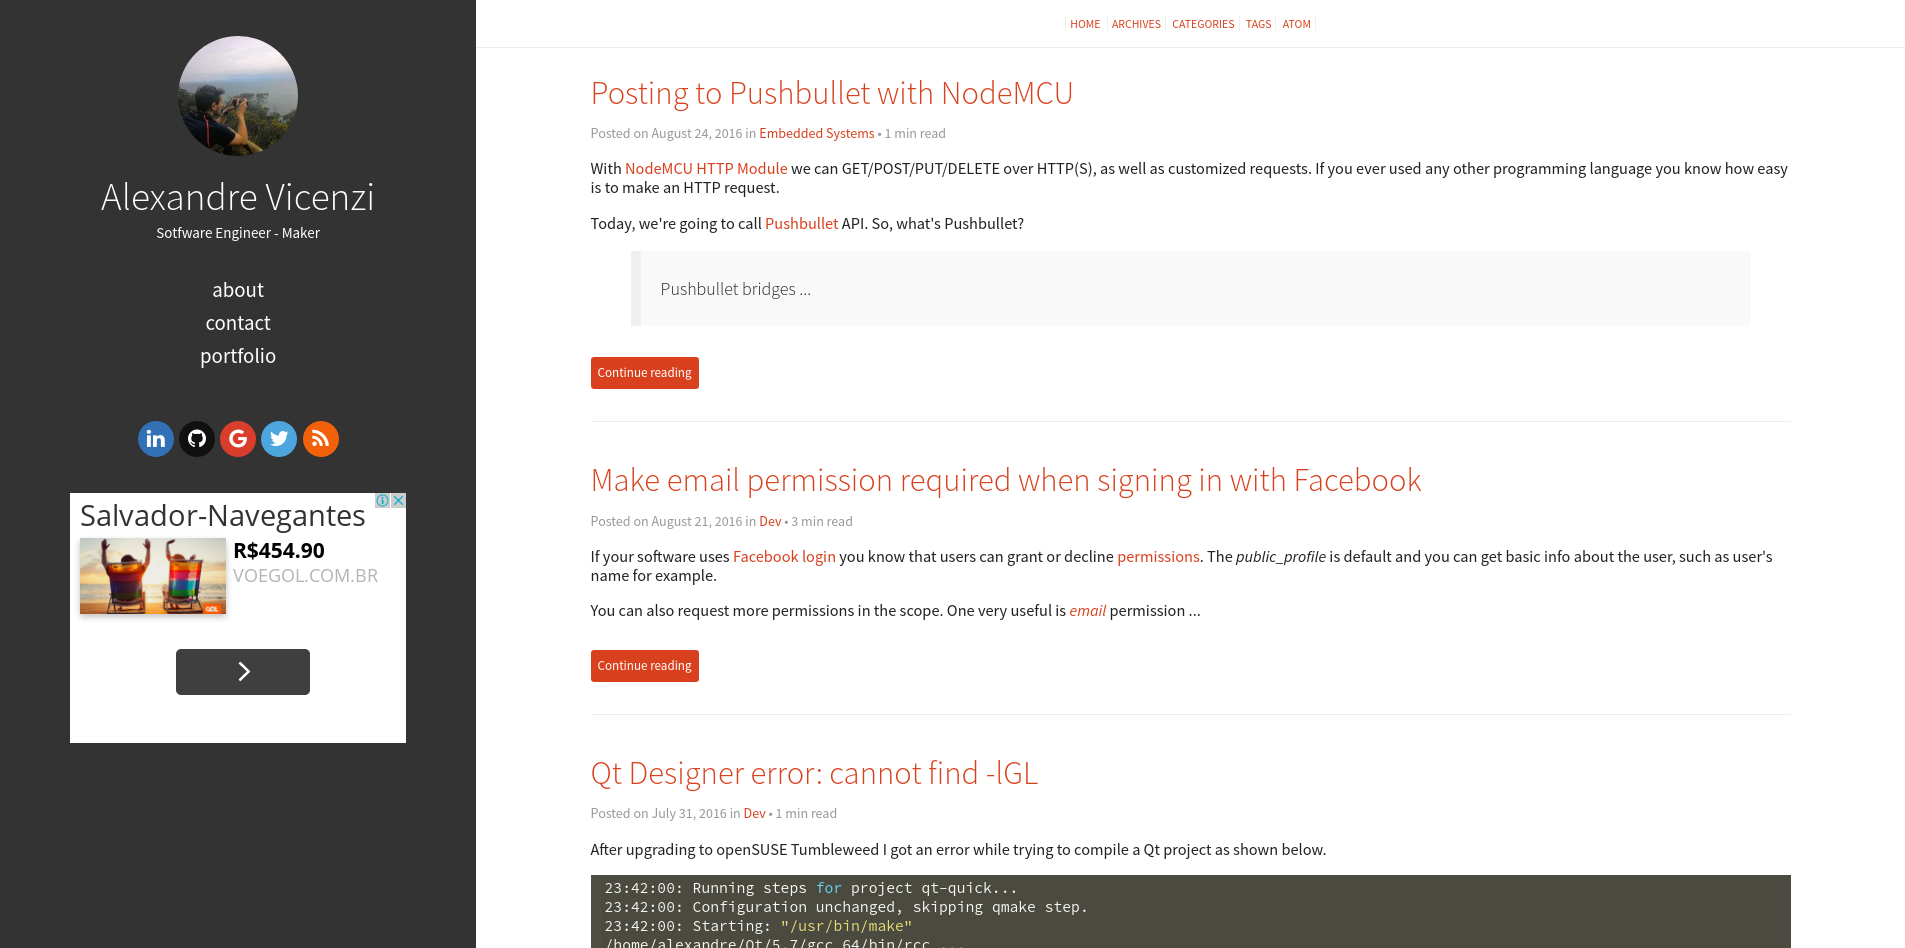 Alexandre Vicenzi
Sotfware Engineer - Maker
about
contact
portfolio
Salvador-Navegantes
R$454.90
VOEGOL.COM.BR
GOL
HOME
ARCHIVES
CATEGORIES
TAGS
ATOM
Posting to Pushbullet with NodeMCU
Posted on August 24, 2016 in Embedded Systems • 1 min read
With NodeMCU HTTP Module we can GET/POST/PUT/DELETE over HTTP(S), as well as customized requests. If you ever used any other programming language you know how easy
is to make an HTTP request.
Today, we're going to call Pushbullet API. So, what's Pushbullet?
Pushbullet bridges ...
Continue reading
Make email permission required when signing in with Facebook
Posted on August 21, 2016 in Dev • 3 min read
If your software uses Facebook login you know that users can grant or decline permissions. The public_profile is default and you can get basic info about the user, such as user's
name for example.
You can also request more permissions in the scope. One very useful is email permission ...
Continue reading
Qt Designer error: cannot find -lGL
Posted on July 31, 2016 in Dev • 1 min read
After upgrading to openSUSE Tumbleweed I got an error while trying to compile a Qt project as shown below.
23:42:00: Running steps for project qt-quick...
23:42:00: Configuration unchanged, skipping qmake step.
23:42:00: Starting: "/usr/bin/make"
/home/alexandre/Qt/5.7/gcc_64/bin/rcc ...